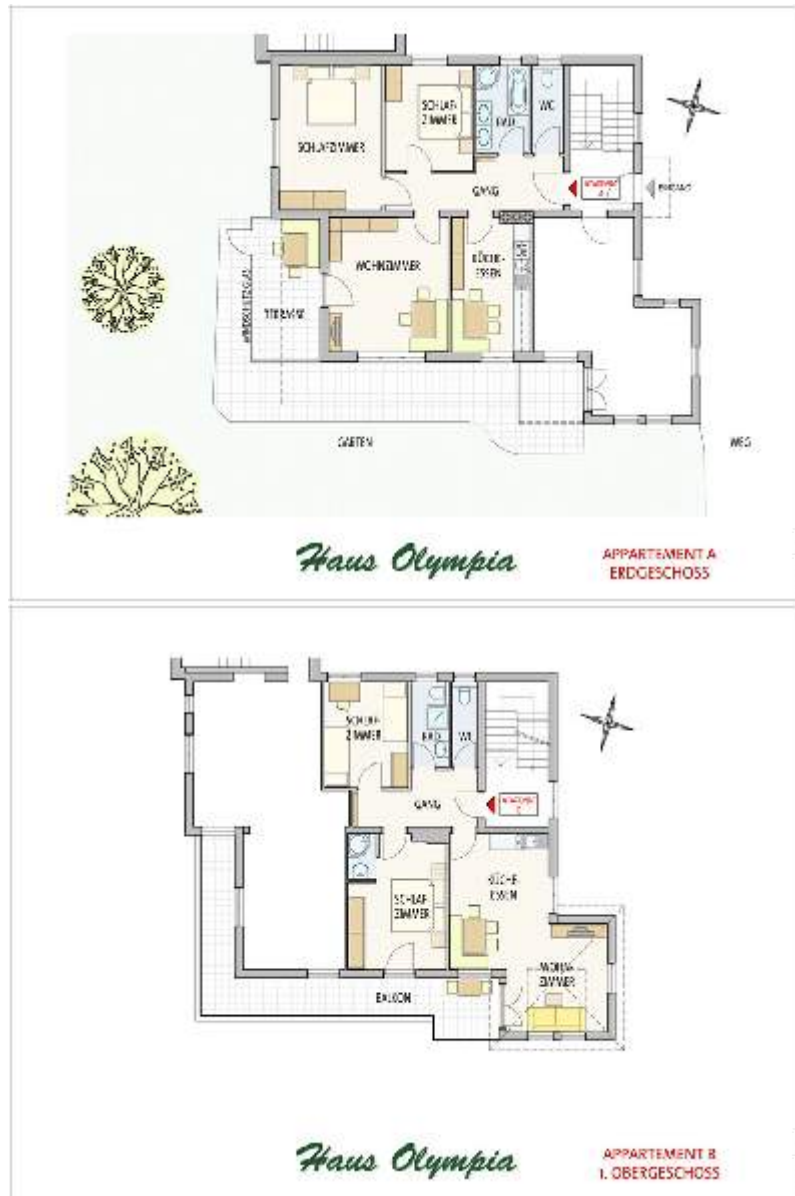 SCHLAF-
ZIMMER
BAD
WC
SCHLAFZIMMER
GANG
EINGANG
WOHNZIMMER
KÜCHE-
ESSEN
WINDSCHUTZGLAS
TERRASSE
GARTEN
WEG
Haus Olympia
APPARTEMENT A
ERDGESCHOSS
SCHLAF-
ZIMMER
BAD
WC
GANG
KÜCHE-
ESSEN
SCHLAF-
ZIMMER
WOHN-
ZIMMER
BALKON
Haus Olympia
APPARTEMENT B
1. OBERGESCHOSS